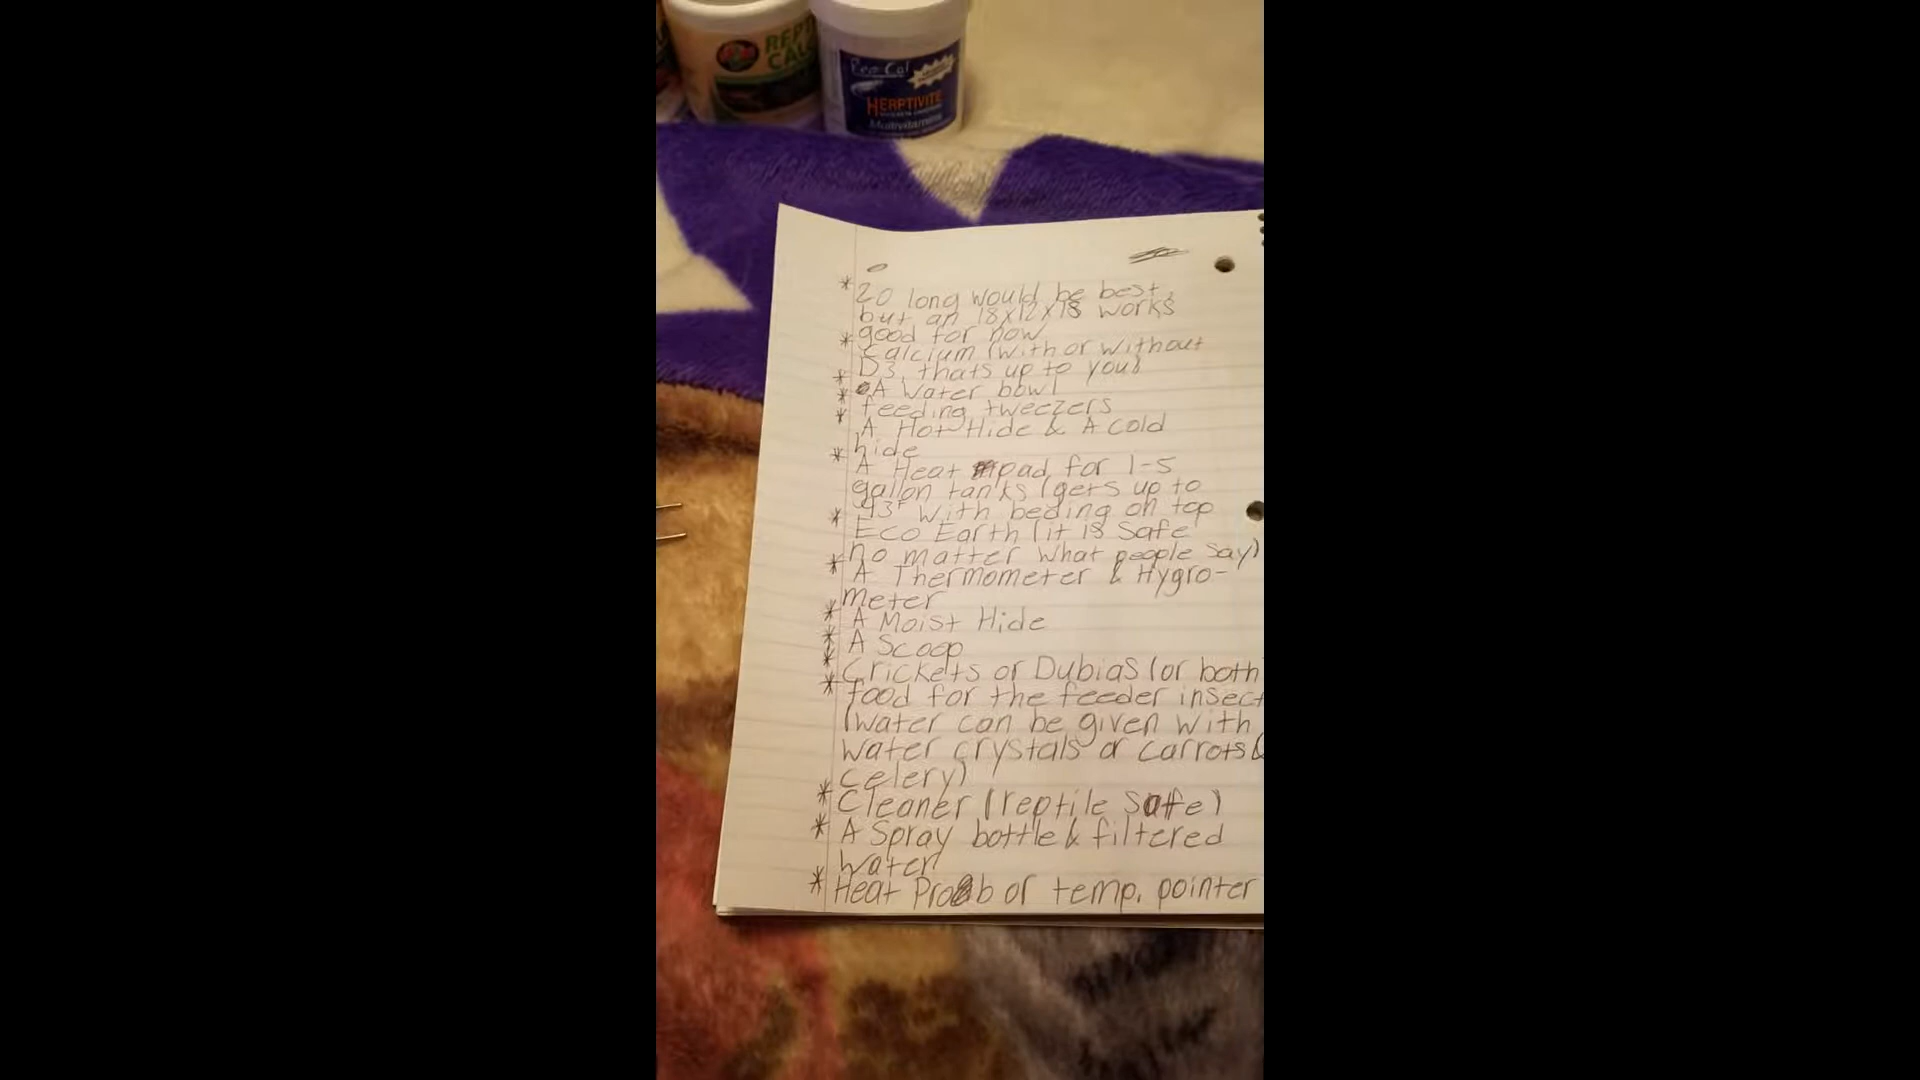 REPT
CALC
Rep-Cal
HERPTIVITE
Multivitamins
* 20 long would be best,
but an 18x12x18 works
good for now
* Calcium (with or without
D3, thats up to you)
* A Water bowl
* feeding tweezers
* A Hot Hide & A cold
hide
* A Heat pad for 1-5
gallon tanks (gets up to
93° with beding on top
* Eco Earth (it is safe
no matter what people say)
* A Thermometer & Hygro-
meter
* A Moist Hide
* A Scoop
* Crickets or Dubias (or both
* food for the feeder insect
(water can be given with
water crystals or carrots &
celery)
* Cleaner (reptile safe)
* A Spray bottle & filtered
water
* Heat Prob or temp. pointer